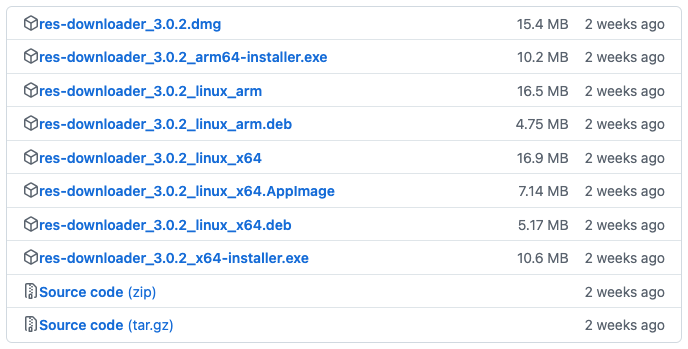 res-downloader_3.0.2.dmg 15.4 MB 2 weeks ago
res-downloader_3.0.2_arm64-installer.exe 10.2 MB 2 weeks ago
res-downloader_3.0.2_linux_arm 16.5 MB 2 weeks ago
res-downloader_3.0.2_linux_arm.deb 4.75 MB 2 weeks ago
res-downloader_3.0.2_linux_x64 16.9 MB 2 weeks ago
res-downloader_3.0.2_linux_x64.AppImage 7.14 MB 2 weeks ago
res-downloader_3.0.2_linux_x64.deb 5.17 MB 2 weeks ago
res-downloader_3.0.2_x64-installer.exe 10.6 MB 2 weeks ago
Source code (zip) 2 weeks ago
Source code (tar.gz) 2 weeks ago